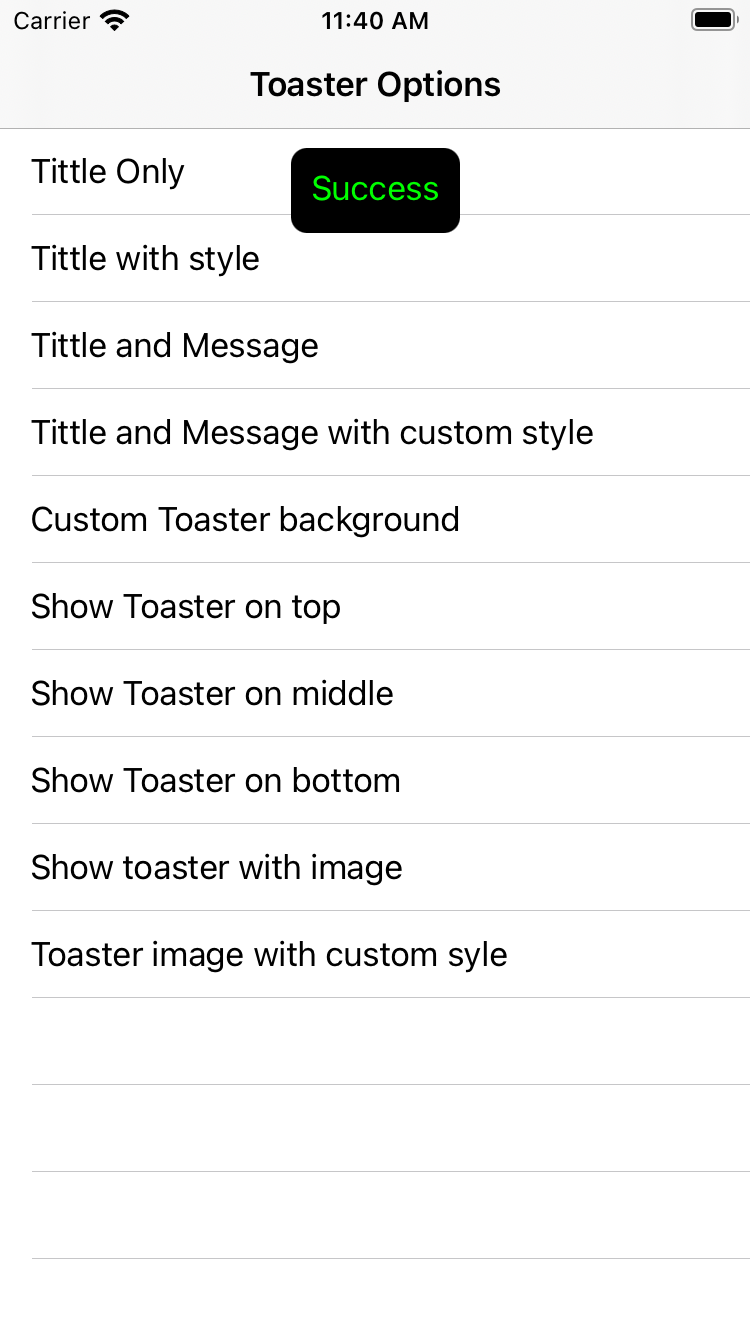 Carrier 11:40 AM
Toaster Options
Tittle Only
Success
Tittle with style
Tittle and Message
Tittle and Message with custom style
Custom Toaster background
Show Toaster on top
Show Toaster on middle
Show Toaster on bottom
Show toaster with image
Toaster image with custom syle